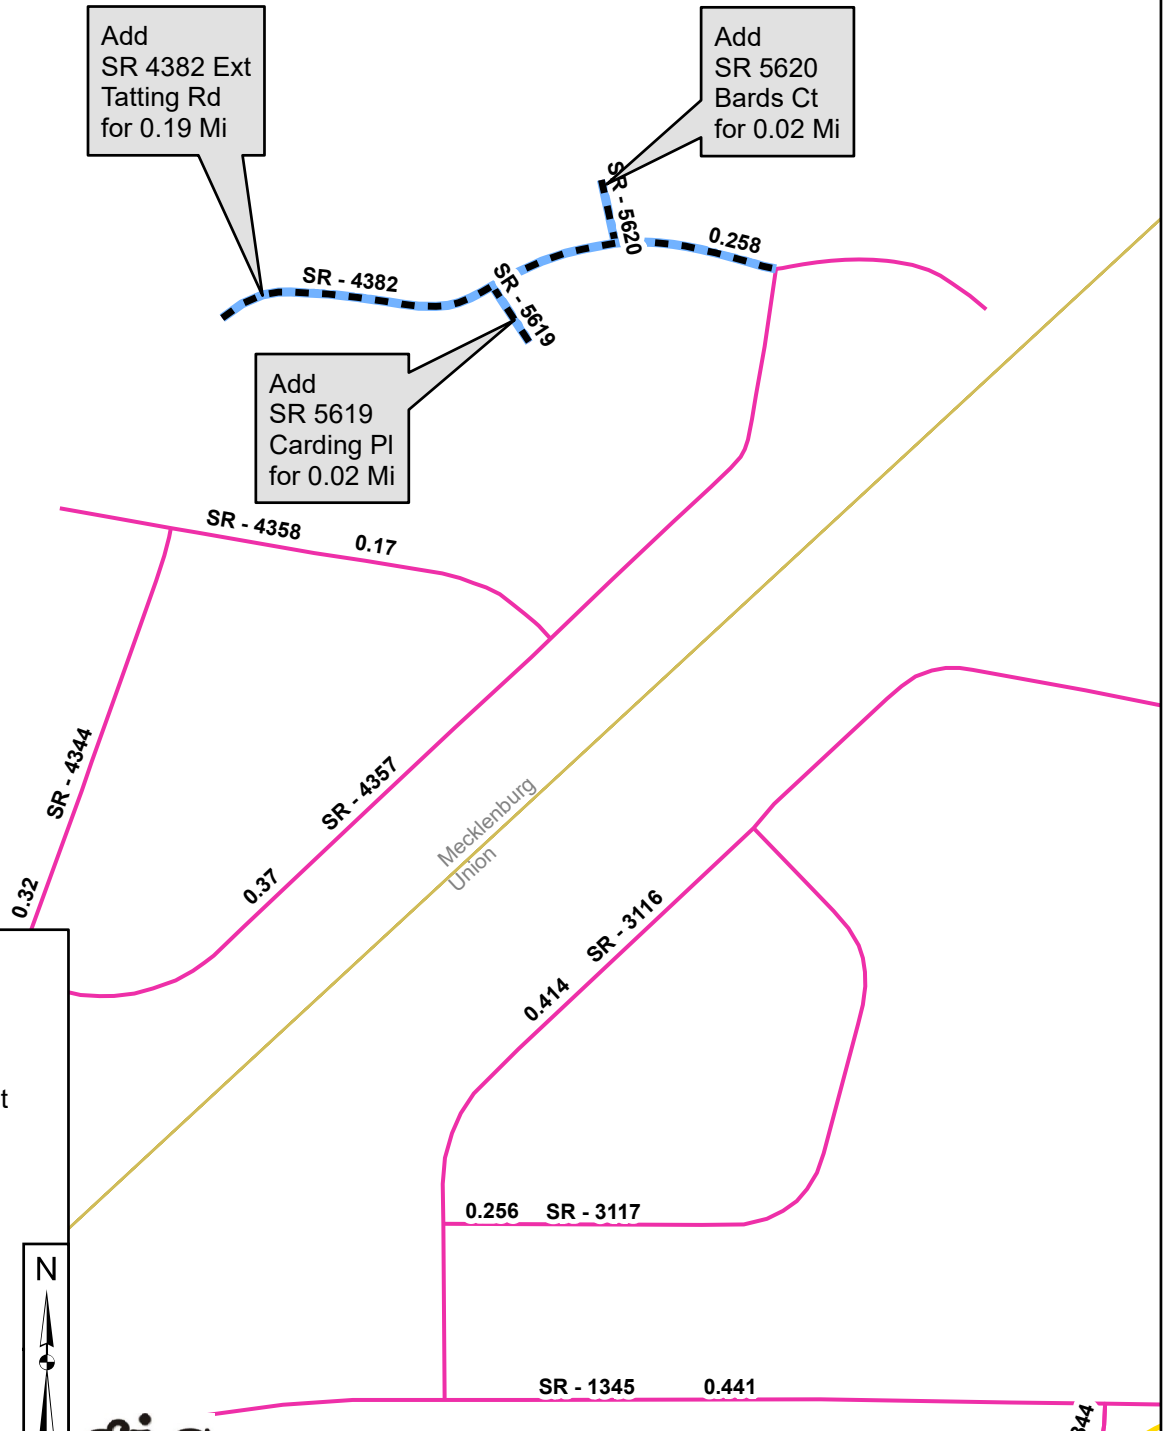 Add
SR 4382 Ext
Tatting Rd
for 0.19 Mi
Add
SR 5620
Bards Ct
for 0.02 Mi
SR - 5620
0.258
SR - 4382
SR - 5619
Add
SR 5619
Carding Pl
for 0.02 Mi
SR - 4358 0.17
SR - 4344
0.32
SR - 4357
0.37
Mecklenburg
Union
SR - 3116
0.414
t
0.256 SR - 3117
N
SR - 1345 0.441
344